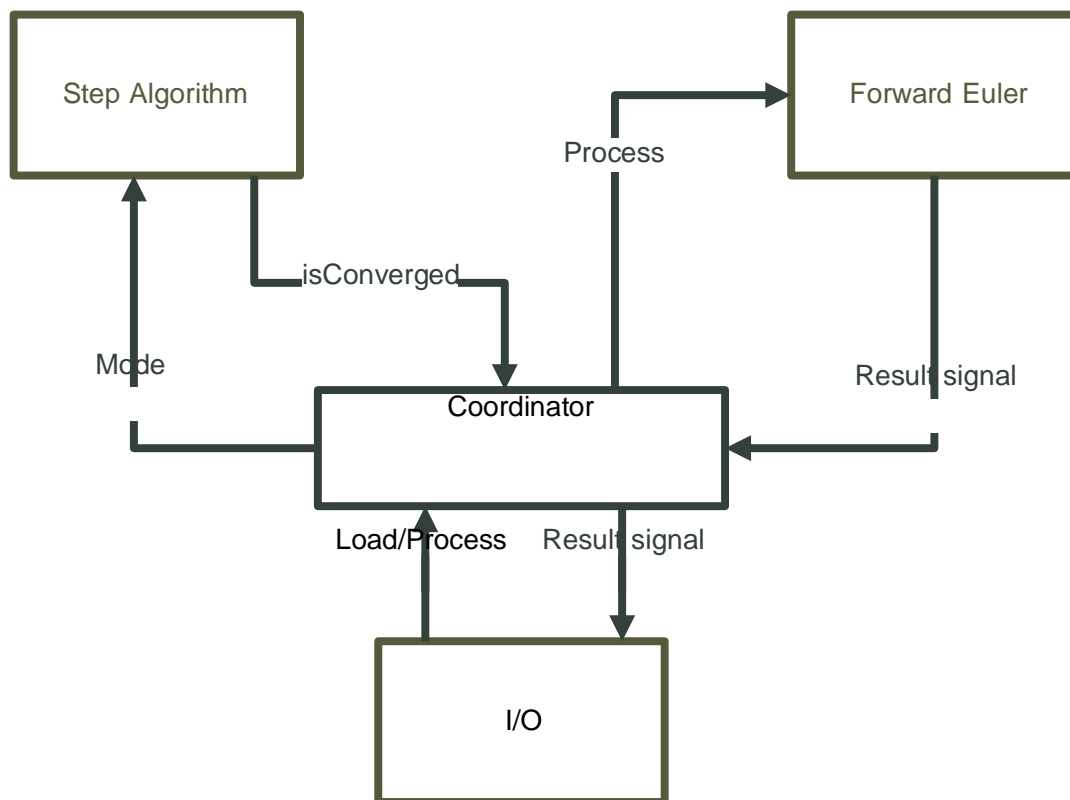 Step Algorithm
Forward Euler
Process
isConverged
Mode
Result signal
Coordinator
Load/Process
Result signal
I/O